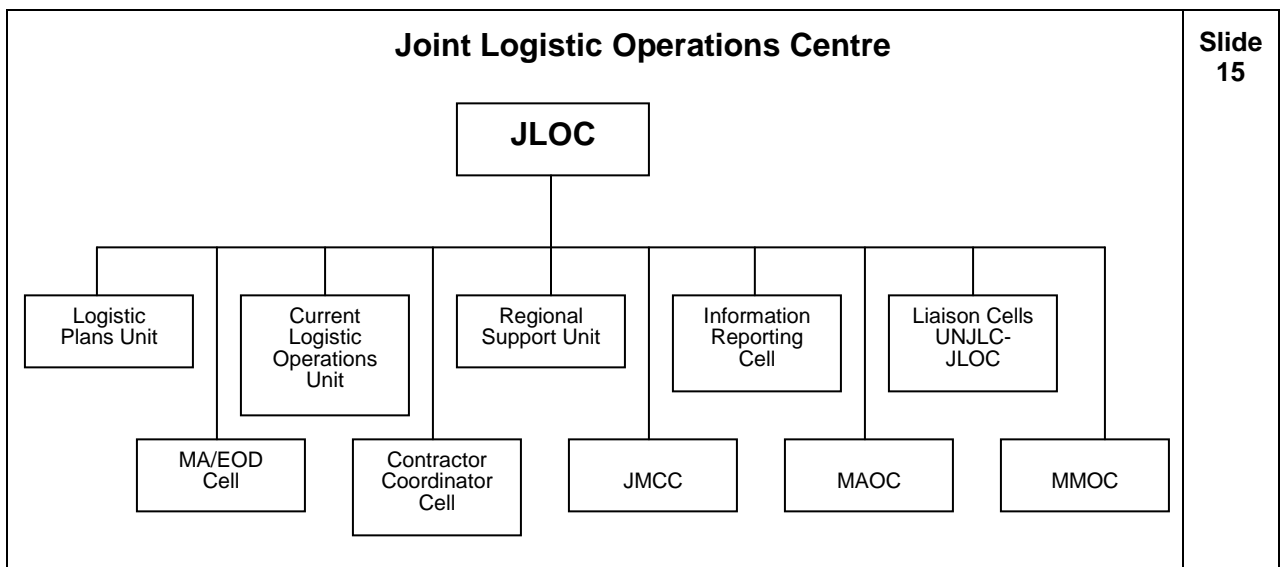 Joint Logistic Operations Centre
Slide
15
JLOC
Logistic
Plans Unit
Current
Logistic
Operations
Unit
Regional
Support Unit
Information
Reporting
Cell
Liaison Cells
UNJLC-
JLOC
MA/EOD
Cell
Contractor
Coordinator
Cell
JMCC
MAOC
MMOC